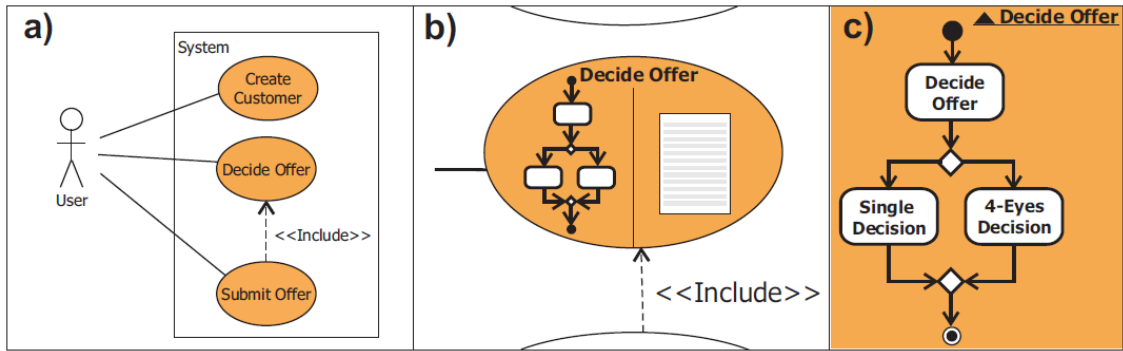 a)
System
Create
Customer
Decide Offer
<<Include>>
Submit Offer
User
b)
Decide Offer
<<Include>>
c)
Decide Offer
Decide
Offer
Single
Decision
4-Eyes
Decision